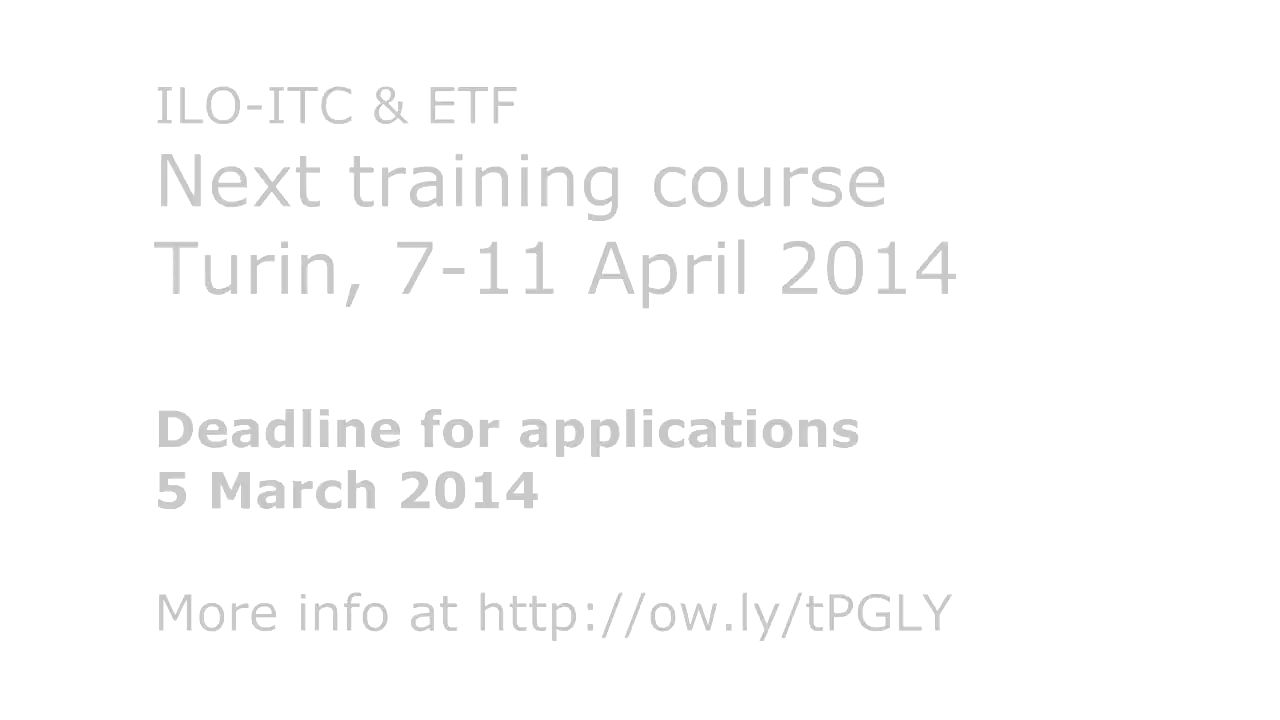 ILO-ITC & ETF
Next training course
Turin, 7-11 April 2014
Deadline for applications
5 March 2014
More info at http://ow.ly/tPGLY